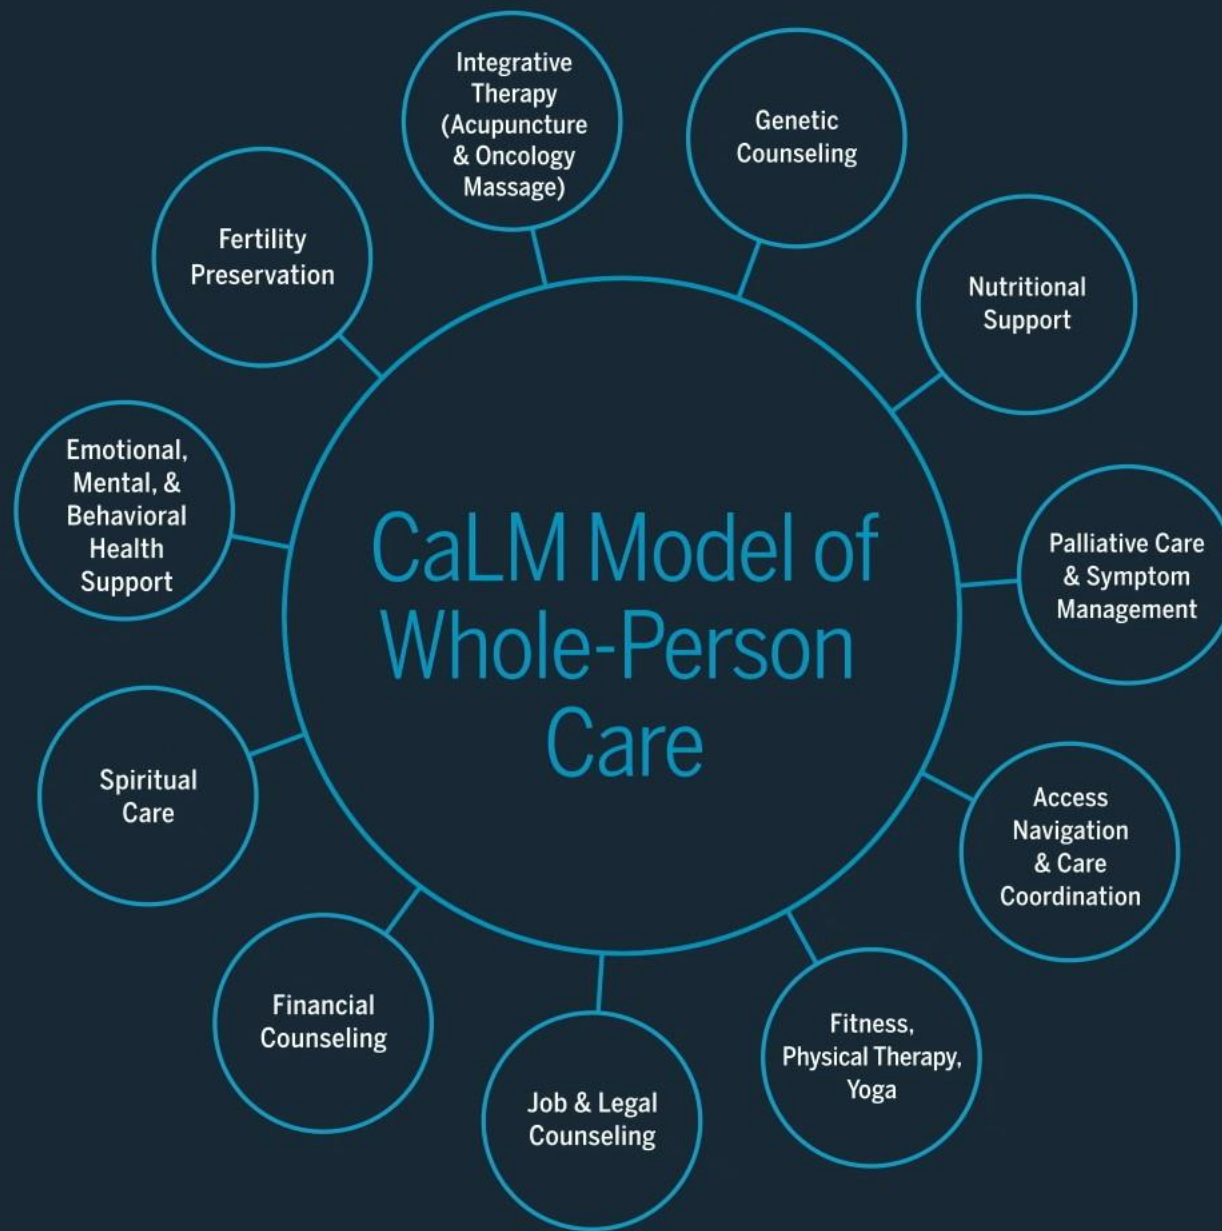 Integrative
Therapy
(Acupuncture
& Oncology
Massage)
Genetic
Counseling
Nutritional
Support
Palliative Care
& Symptom
Management
Access
Navigation
& Care
Coordination
Fitness,
Physical Therapy,
Yoga
Job & Legal
Counseling
Financial
Counseling
Spiritual
Care
Emotional,
Mental, &
Behavioral
Health
Support
Fertility
Preservation
CaLM Model of
Whole-Person
Care